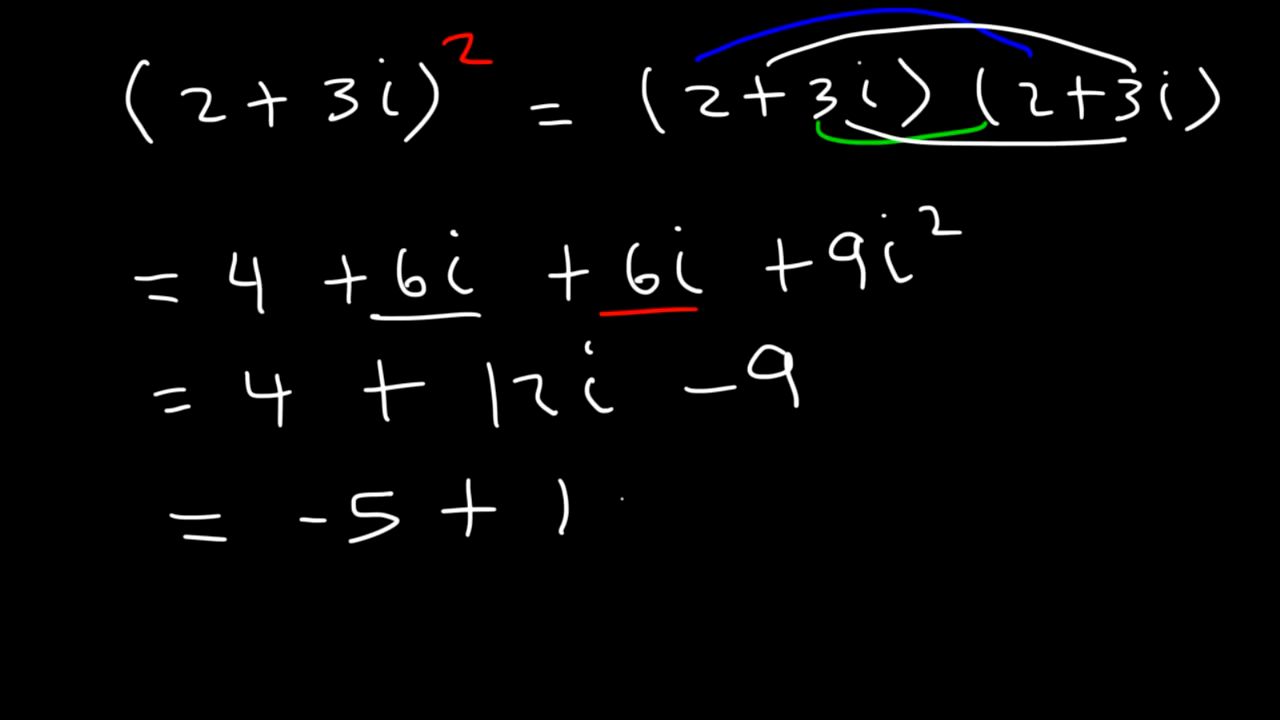 (2+3i)² = (2+3i)(2+3i)
= 4 +6i +6i +9i²
= 4 + 12i -9
= -5 + 1